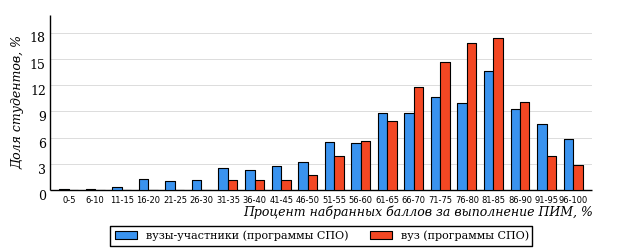 Доля студентов, %
18
15
12
9
6
3
0
0-5 6-10 11-15 16-20 21-25 26-30 31-35 36-40 41-45 46-50 51-55 56-60 61-65 66-70 71-75 76-80 81-85 86-90 91-95 96-100
Процент набранных баллов за выполнение ПИМ, %
вузы-участники (программы СПО) вуз (программы СПО)